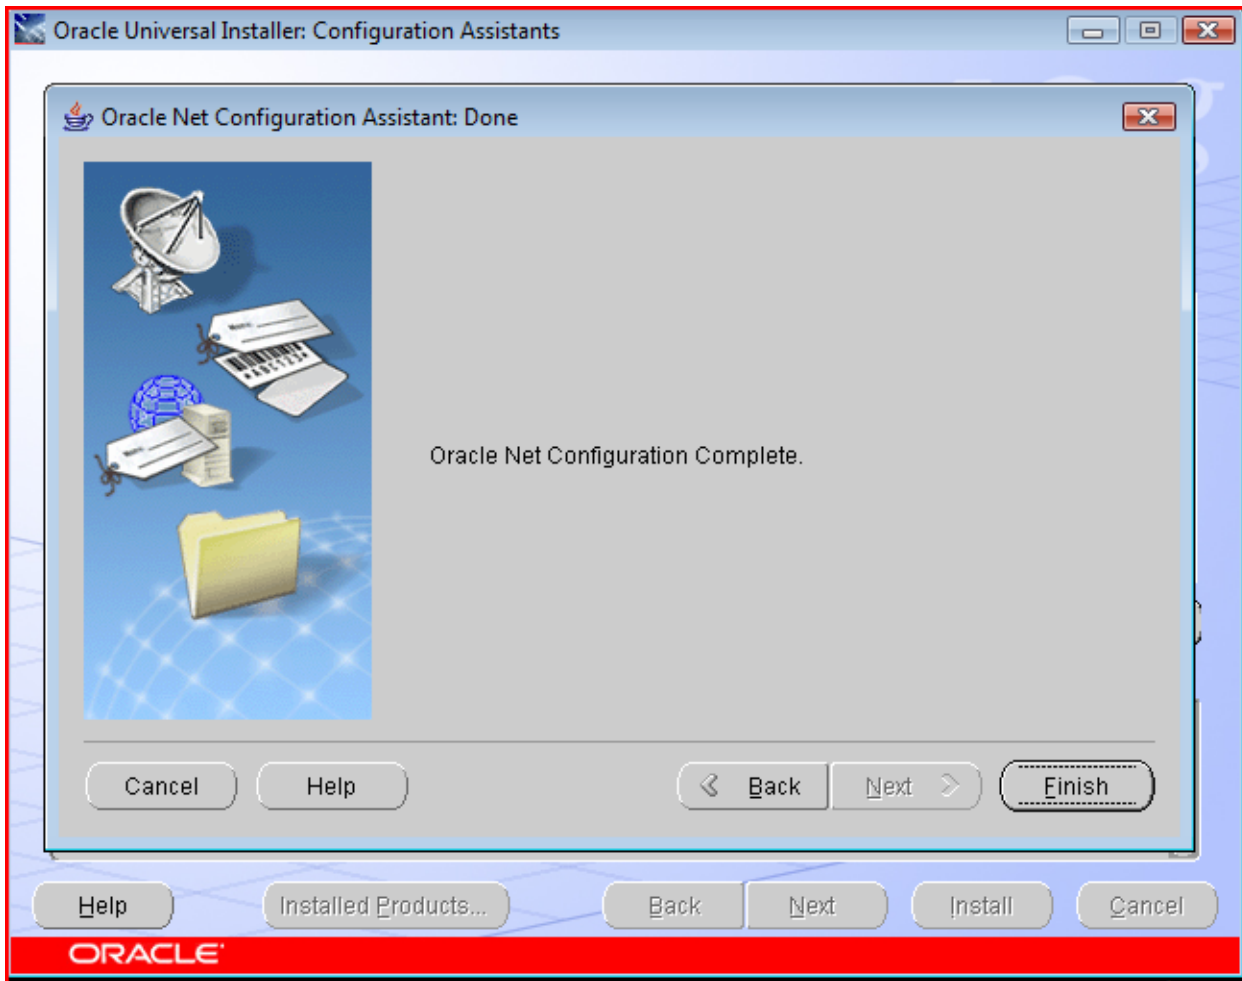 Oracle Universal Installer: Configuration Assistants
Oracle Net Configuration Assistant: Done
ABC123
Oracle Net Configuration Complete.
Cancel Help Back Next Finish
Help Installed Products... Back Next Install Cancel
ORACLE